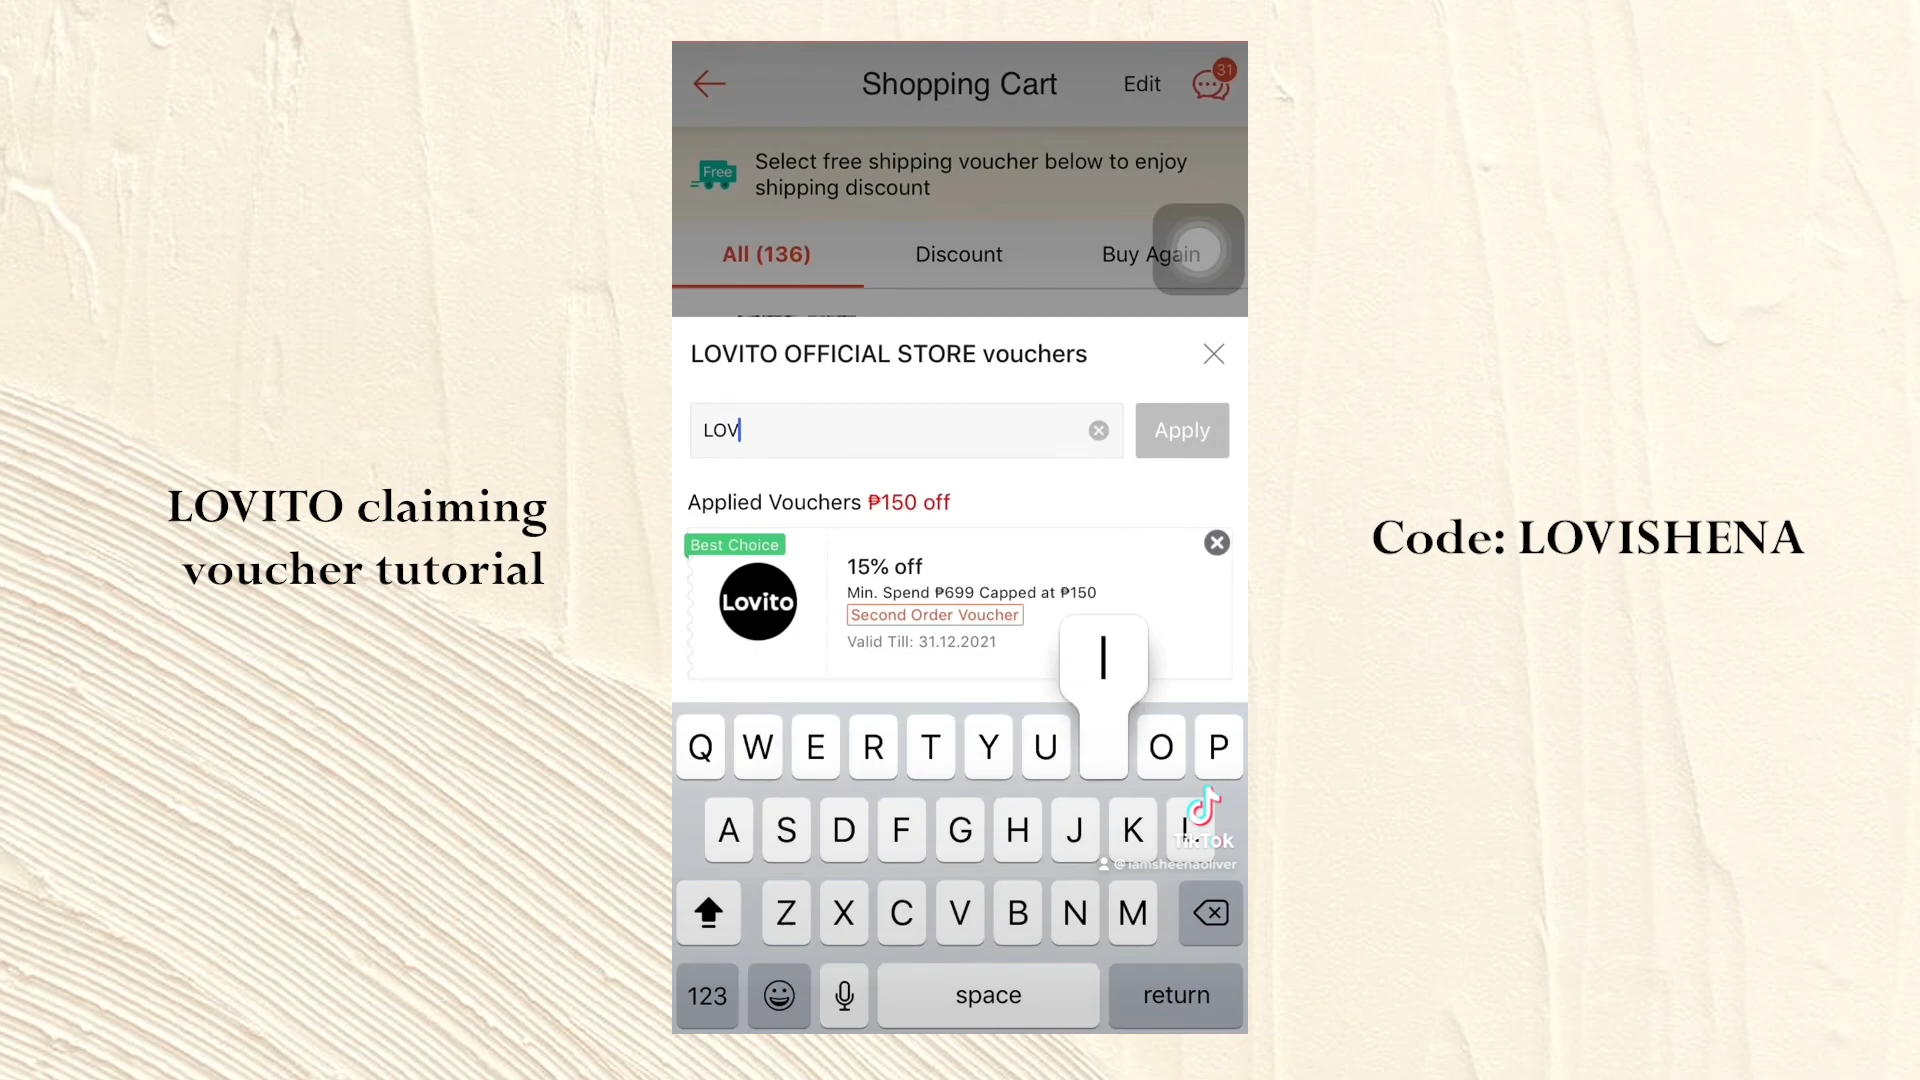 LOVITO claiming
voucher tutorial
Shopping Cart
Edit
31
Free
Select free shipping voucher below to enjoy
shipping discount
All (136)
Discount
Buy Again
LOVITO OFFICIAL STORE vouchers
LOV
Apply
Applied Vouchers ₱150 off
Best Choice
Lovito
15% off
Min. Spend ₱699 Capped at ₱150
Second Order Voucher
Valid Till: 31.12.2021
I
Q W E R T Y U O P
A S D F G H J K L
TikTok
@iamsheenaoliver
Z X C V B N M
123
space
return
Code: LOVISHENA